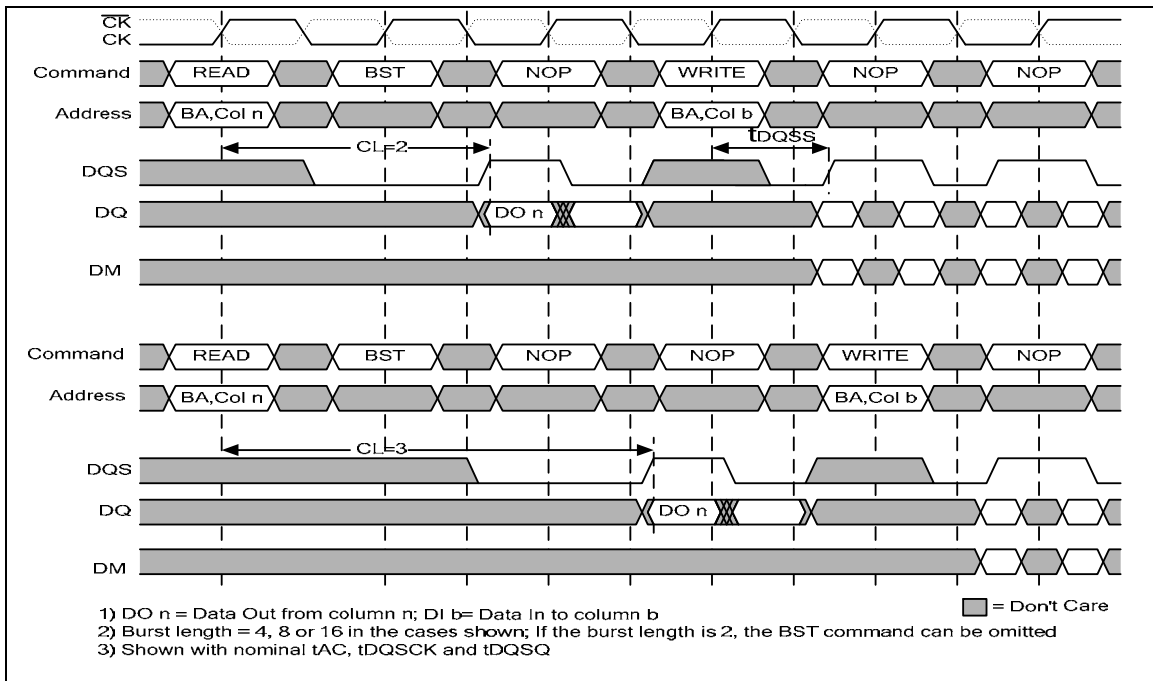 CK
CK
Command READ BST NOP WRITE NOP NOP
Address BA,Col n BA,Col b
CL=2 tDQSS
DQS
DQ DO n
DM
Command READ BST NOP NOP WRITE NOP
Address BA,Col n BA,Col b
CL=3
DQS
DQ DO n
DM
1) DO n = Data Out from column n; DI b= Data In to column b
= Don't Care
2) Burst length = 4, 8 or 16 in the cases shown; If the burst length is 2, the BST command can be omitted
3) Shown with nominal tAC, tDQSCK and tDQSQ